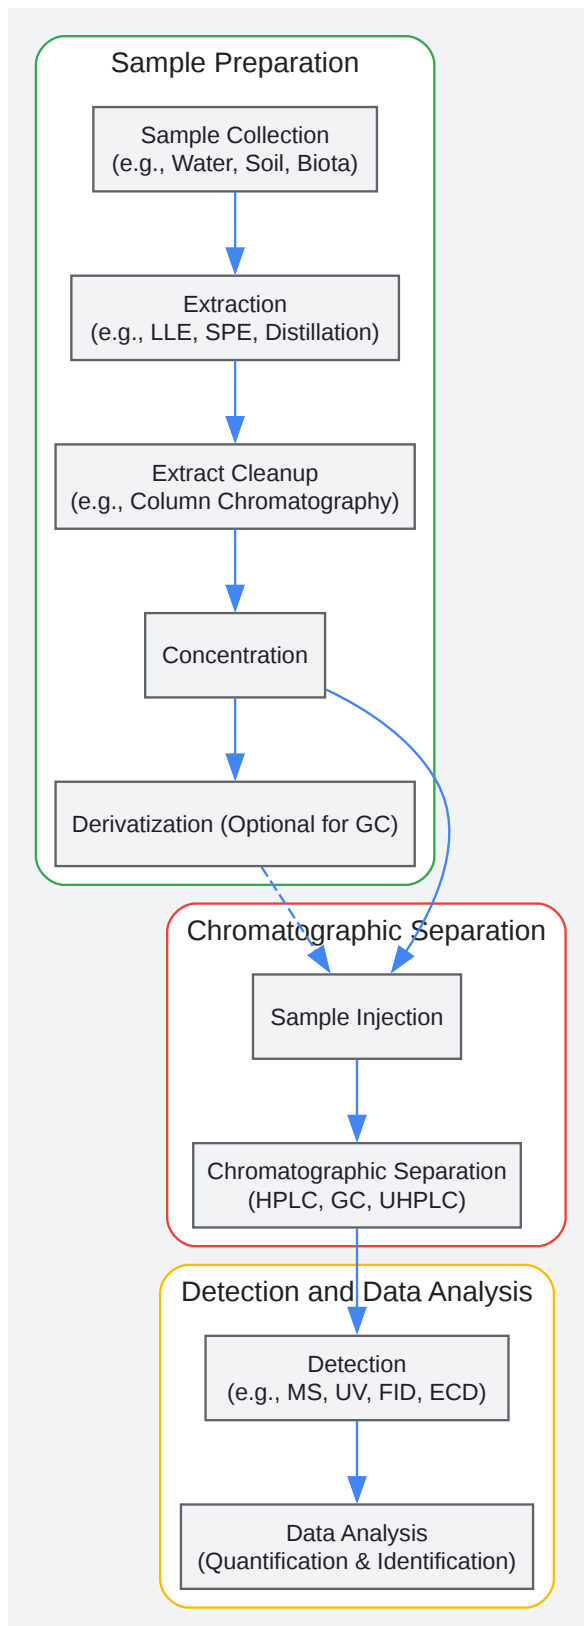 Sample Preparation
Sample Collection
(e.g., Water, Soil, Biota)
Extraction
(e.g., LLE, SPE, Distillation)
Extract Cleanup
(e.g., Column Chromatography)
Concentration
Derivatization (Optional for GC)
Chromatographic Separation
Sample Injection
Chromatographic Separation
(HPLC, GC, UHPLC)
Detection and Data Analysis
Detection
(e.g., MS, UV, FID, ECD)
Data Analysis
(Quantification & Identification)